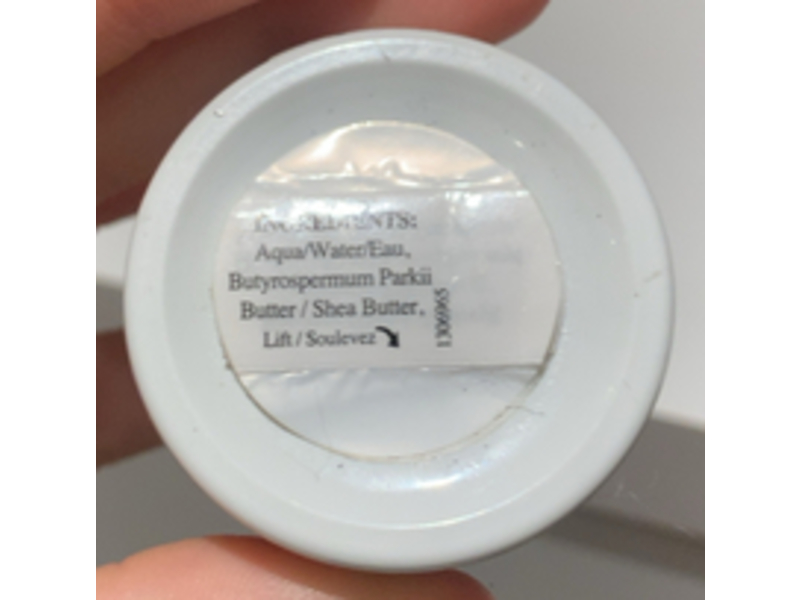 INGREDIENTS:
Aqua/Water/Eau,
Butyrospermum Parkii
Butter / Shea Butter,
Lift / Soulevez
1306965